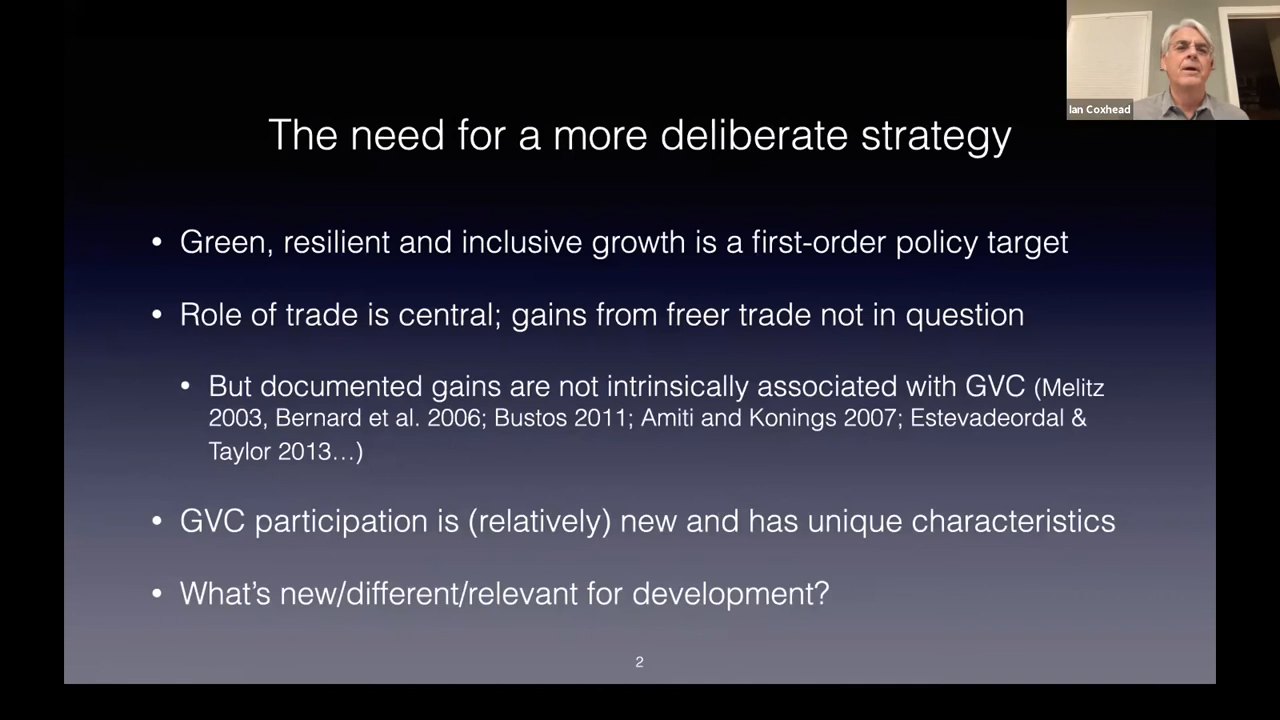 Ian Coxhead
The need for a more deliberate strategy
• Green, resilient and inclusive growth is a first-order policy target
• Role of trade is central; gains from freer trade not in question
• But documented gains are not intrinsically associated with GVC (Melitz
2003, Bernard et al. 2006; Bustos 2011; Amiti and Konings 2007; Estevadeordal &
Taylor 2013…)
• GVC participation is (relatively) new and has unique characteristics
• What’s new/different/relevant for development?
2